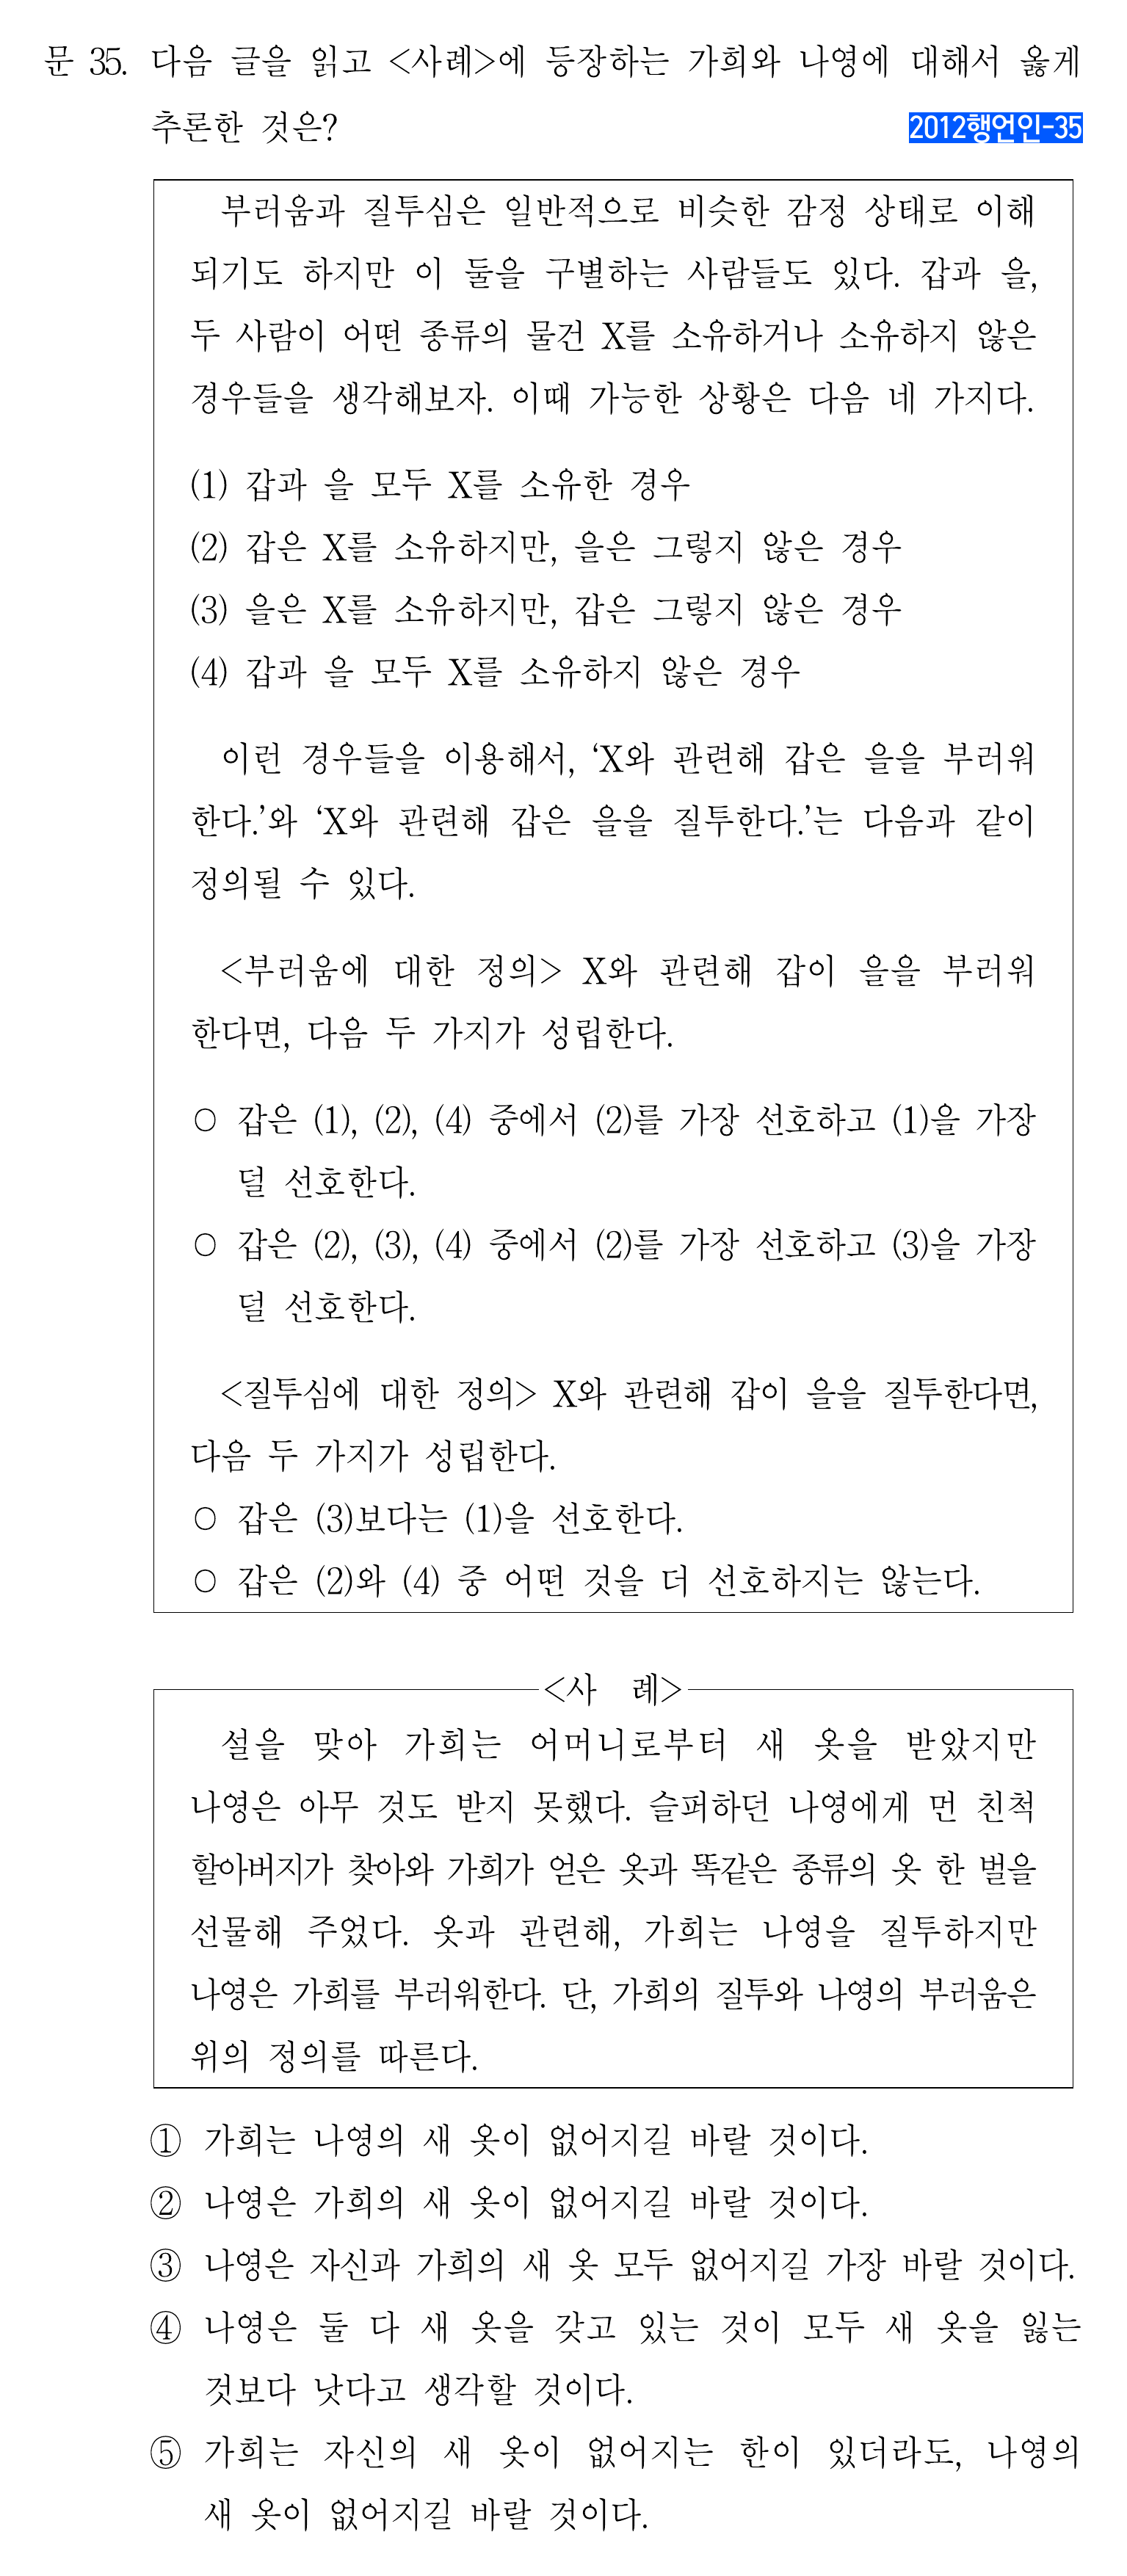 문 35. 다음 글을 읽고 <사례>에 등장하는 가희와 나영에 대해서 옳게
추론한 것은?
2012행언인-35
부러움과 질투심은 일반적으로 비슷한 감정 상태로 이해
되기도 하지만 이 둘을 구별하는 사람들도 있다. 갑과 을,
두 사람이 어떤 종류의 물건 X를 소유하거나 소유하지 않은
경우들을 생각해보자. 이때 가능한 상황은 다음 네 가지다.
(1) 갑과 을 모두 X를 소유한 경우
(2) 갑은 X를 소유하지만, 을은 그렇지 않은 경우
(3) 을은 X를 소유하지만, 갑은 그렇지 않은 경우
(4) 갑과 을 모두 X를 소유하지 않은 경우
이런 경우들을 이용해서, ‘X와 관련해 갑은 을을 부러워
한다.’와 ‘X와 관련해 갑은 을을 질투한다.’는 다음과 같이
정의될 수 있다.
<부러움에 대한 정의> X와 관련해 갑이 을을 부러워
한다면, 다음 두 가지가 성립한다.
○ 갑은 (1), (2), (4) 중에서 (2)를 가장 선호하고 (1)을 가장
덜 선호한다.
○ 갑은 (2), (3), (4) 중에서 (2)를 가장 선호하고 (3)을 가장
덜 선호한다.
<질투심에 대한 정의> X와 관련해 갑이 을을 질투한다면,
다음 두 가지가 성립한다.
○ 갑은 (3)보다는 (1)을 선호한다.
○ 갑은 (2)와 (4) 중 어떤 것을 더 선호하지는 않는다.
<사 례>
설을 맞아 가희는 어머니로부터 새 옷을 받았지만
나영은 아무 것도 받지 못했다. 슬퍼하던 나영에게 먼 친척
할아버지가 찾아와 가희가 얻은 옷과 똑같은 종류의 옷 한 벌을
선물해 주었다. 옷과 관련해, 가희는 나영을 질투하지만
나영은 가희를 부러워한다. 단, 가희의 질투와 나영의 부러움은
위의 정의를 따른다.
① 가희는 나영의 새 옷이 없어지길 바랄 것이다.
② 나영은 가희의 새 옷이 없어지길 바랄 것이다.
③ 나영은 자신과 가희의 새 옷 모두 없어지길 가장 바랄 것이다.
④ 나영은 둘 다 새 옷을 갖고 있는 것이 모두 새 옷을 잃는
것보다 낫다고 생각할 것이다.
⑤ 가희는 자신의 새 옷이 없어지는 한이 있더라도, 나영의
새 옷이 없어지길 바랄 것이다.